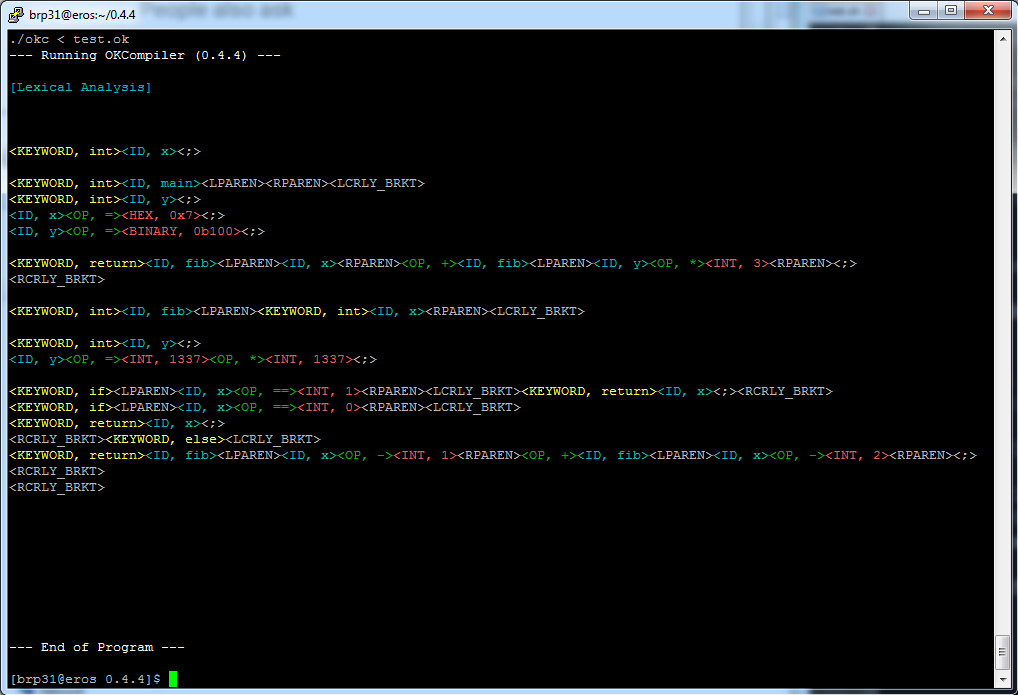 People also ask
brp31@eros:~/0.4.4
./okc < test.ok
--- Running OKCompiler (0.4.4) ---
[Lexical Analysis]
<KEYWORD, int><ID, x><;>
<KEYWORD, int><ID, main><LPAREN><RPAREN><LCRLY_BRKT>
<KEYWORD, int><ID, y><;>
<ID, x><OP, =><HEX, 0x7><;>
<ID, y><OP, =><BINARY, 0b100><;>
<KEYWORD, return><ID, fib><LPAREN><ID, x><RPAREN><OP, +><ID, fib><LPAREN><ID, y><OP, *><INT, 3><RPAREN><;>
<RCRLY_BRKT>
<KEYWORD, int><ID, fib><LPAREN><KEYWORD, int><ID, x><RPAREN><LCRLY_BRKT>
<KEYWORD, int><ID, y><;>
<ID, y><OP, =><INT, 1337><OP, *><INT, 1337><;>
<KEYWORD, if><LPAREN><ID, x><OP, ==><INT, 1><RPAREN><LCRLY_BRKT><KEYWORD, return><ID, x><;><RCRLY_BRKT>
<KEYWORD, if><LPAREN><ID, x><OP, ==><INT, 0><RPAREN><LCRLY_BRKT>
<KEYWORD, return><ID, x><;>
<RCRLY_BRKT><KEYWORD, else><LCRLY_BRKT>
<KEYWORD, return><ID, fib><LPAREN><ID, x><OP, -><INT, 1><RPAREN><OP, +><ID, fib><LPAREN><ID, x><OP, -><INT, 2><RPAREN><;>
<RCRLY_BRKT>
<RCRLY_BRKT>
--- End of Program ---
[brp31@eros 0.4.4]$